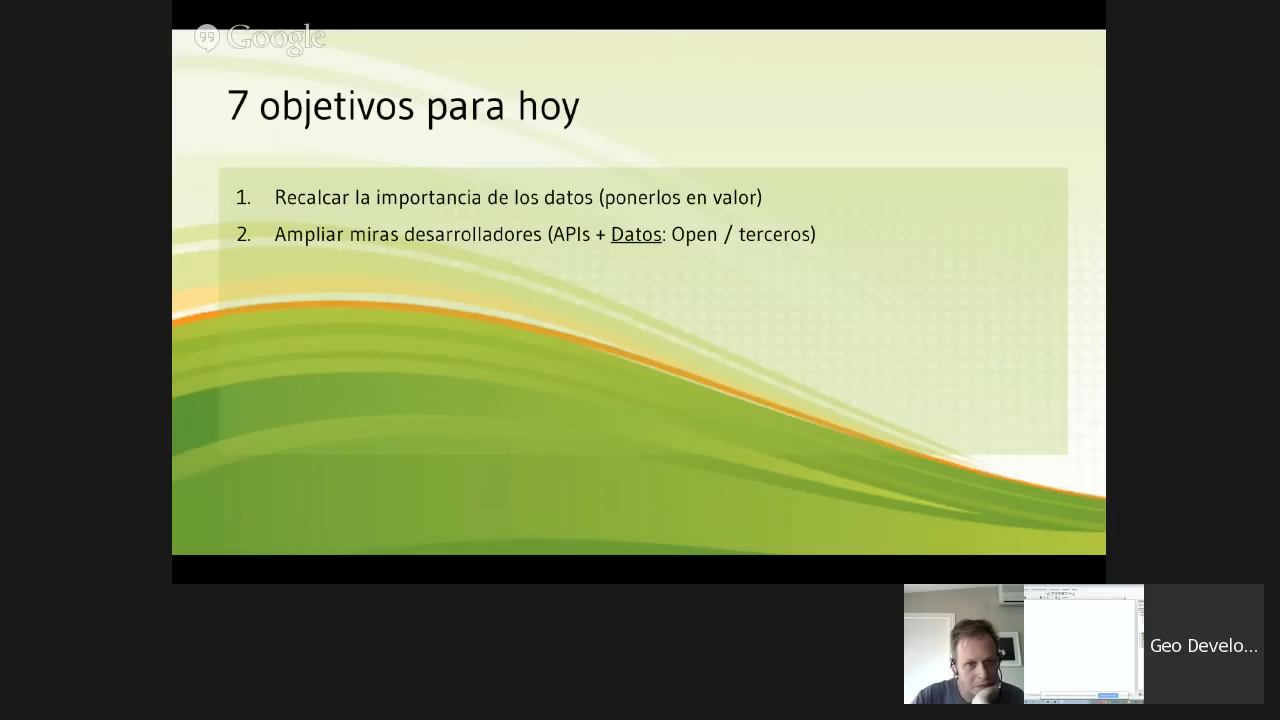 Google
7 objetivos para hoy
1. Recalcar la importancia de los datos (ponerlos en valor)
2. Ampliar miras desarrolladores (APIs + Datos: Open / terceros)
Geo Develo...